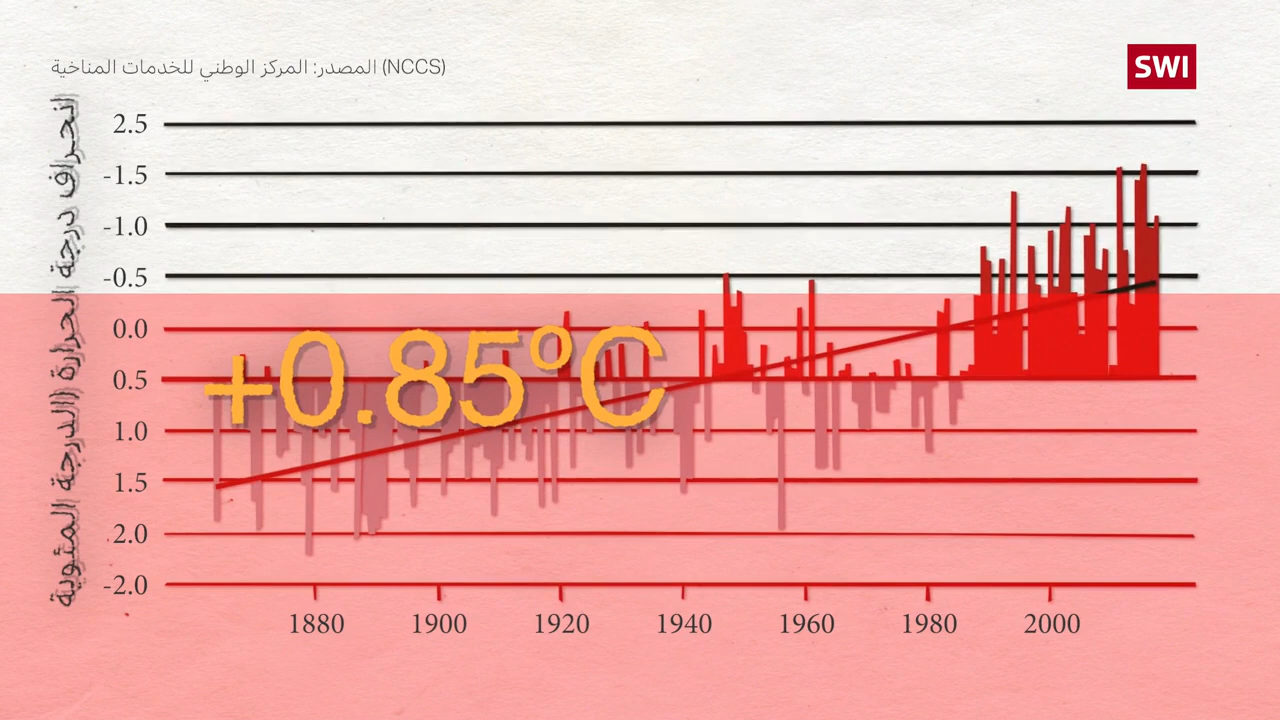 المصدر: المركز الوطني للخدمات المناخية (NCCS)
SWI
انحراف درجة الحرارة (الدرجة المئوية)
2.5
-1.5
-1.0
-0.5
0.0
0.5
1.0
1.5
2.0
-2.0
+0.85°C
1880 1900 1920 1940 1960 1980 2000